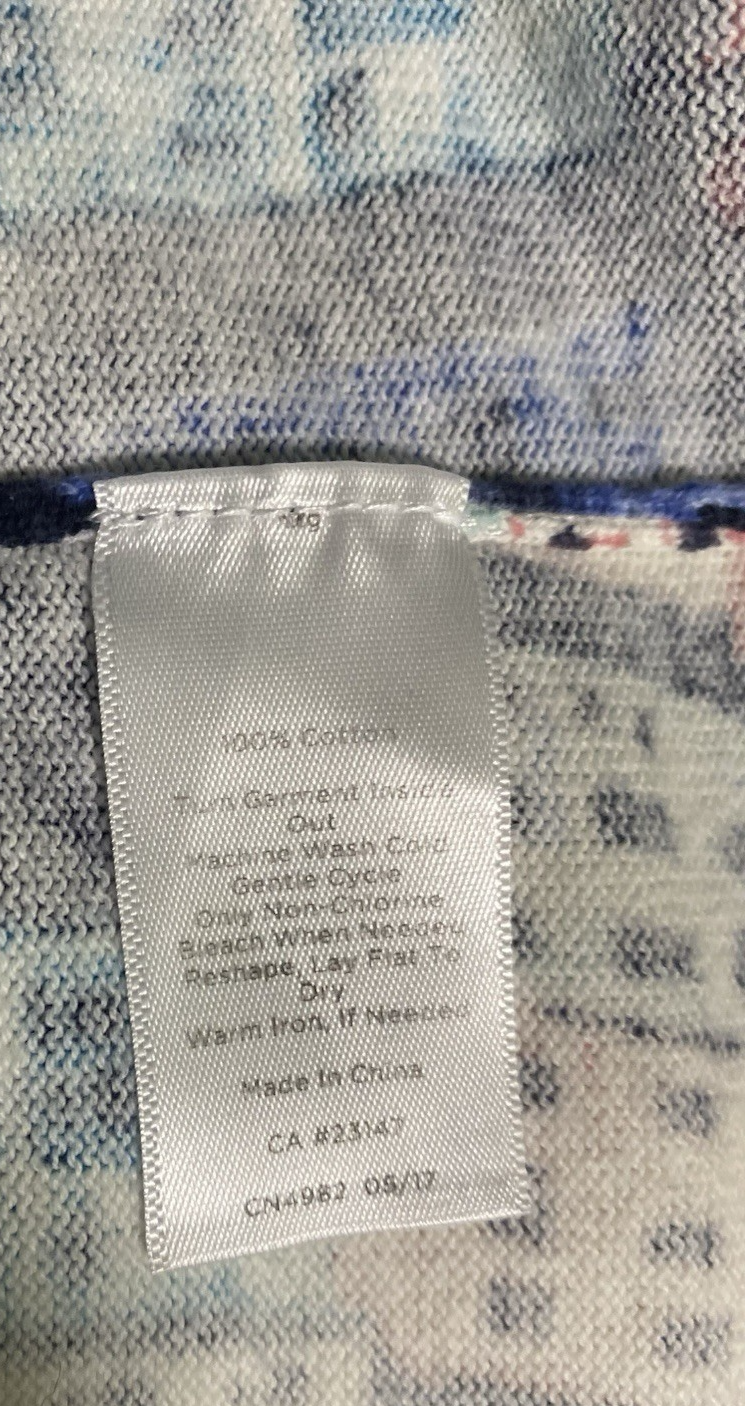 100% Cotton
Turn Garment Inside
Out
Machine Wash Cold
Gentle Cycle
Only Non-Chlorine
Bleach When Needed
Reshape, Lay Flat To
Dry
Warm Iron, If Needed
Made In China
CA #23147
CN4982 05/17